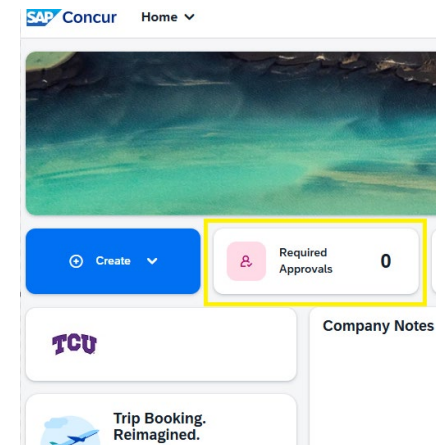 SAP Concur Home
Create
Required
Approvals
0
TCU
Company Notes
Trip Booking.
Reimagined.